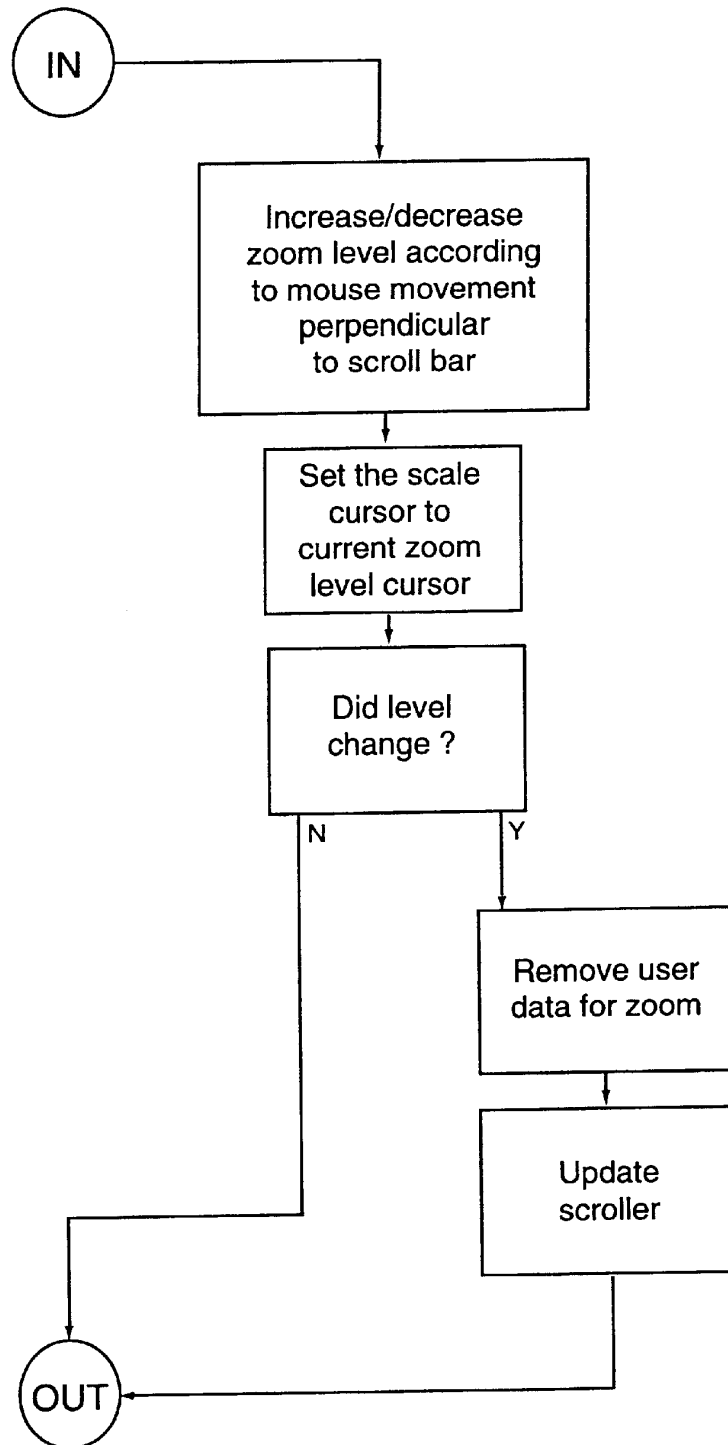 IN
Increase/decrease
zoom level according
to mouse movement
perpendicular
to scroll bar
Set the scale
cursor to
current zoom
level cursor
Did level
change ?
N
Y
Remove user
data for zoom
Update
scroller
OUT